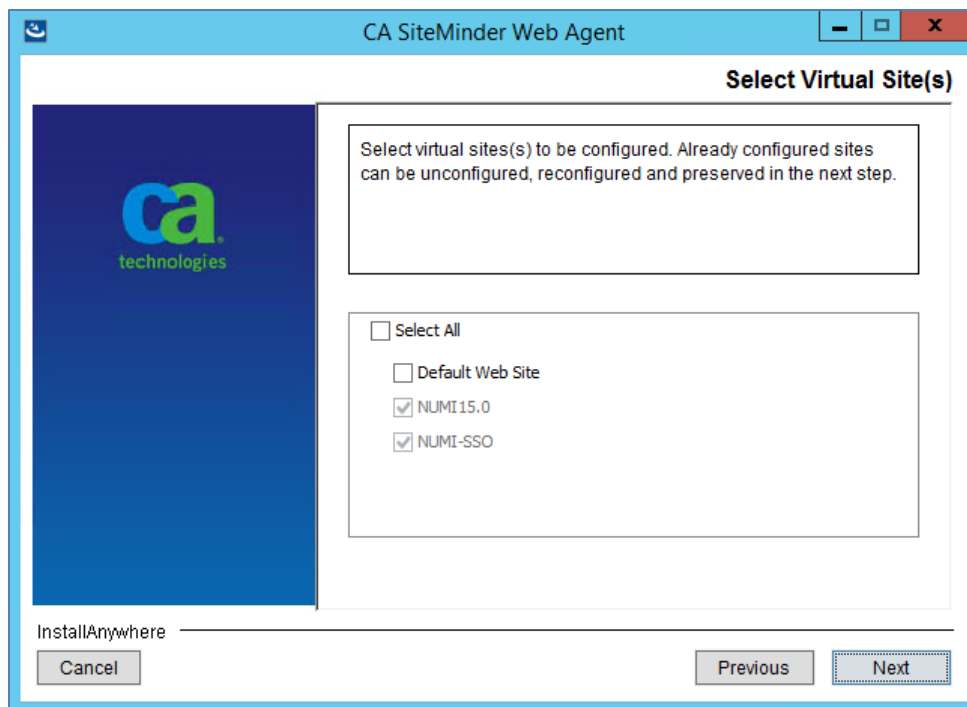 CA SiteMinder Web Agent
Select Virtual Site(s)
Select virtual sites(s) to be configured. Already configured sites
can be unconfigured, reconfigured and preserved in the next step.
ca.
technologies
Select All
Default Web Site
NUMI15.0
NUMI-SSO
InstallAnywhere
Cancel
Previous
Next